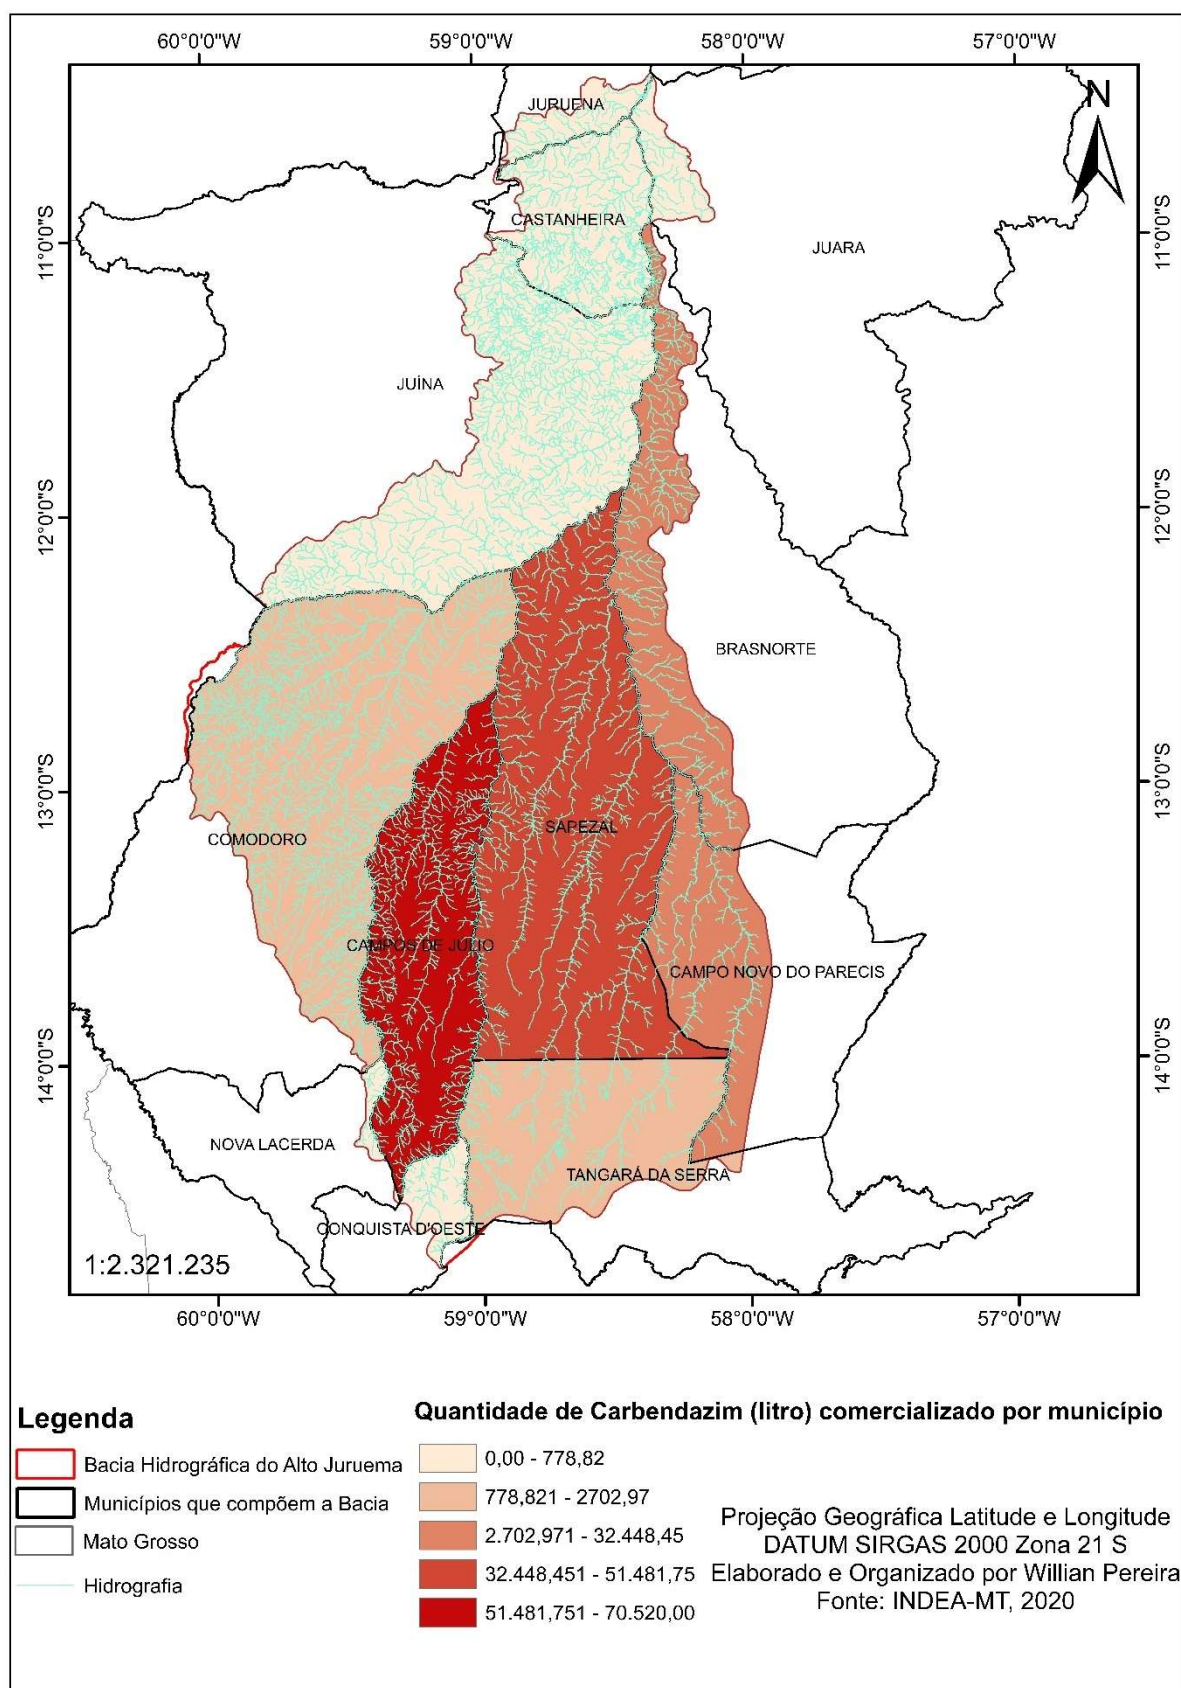 60°0'0"W 59°0'0"W 58°0'0"W 57°0'0"W
N
JURUENA
CASTANHEIRA
11°0'0"S
11°0'0"S
JUARA
JUÍNA
12°0'0"S
12°0'0"S
BRASNORTE
13°0'0"S
13°0'0"S
SAPEZAL
COMODORO
CAMPOS DE JÚLIO
CAMPO NOVO DO PARECIS
14°0'0"S
14°0'0"S
NOVA LACERDA
TANGARÁ DA SERRA
CONQUISTA D'OESTE
1:2.321.235
60°0'0"W 59°0'0"W 58°0'0"W 57°0'0"W
Legenda
Bacia Hidrográfica do Alto Juruema
Municípios que compõem a Bacia
Mato Grosso
Hidrografia
Quantidade de Carbendazim (litro) comercializado por município
0,00 - 778,82
778,821 - 2702,97
2.702,971 - 32.448,45
32.448,451 - 51.481,75
51.481,751 - 70.520,00
Projeção Geográfica Latitude e Longitude
DATUM SIRGAS 2000 Zona 21 S
Elaborado e Organizado por Willian Pereira
Fonte: INDEA-MT, 2020